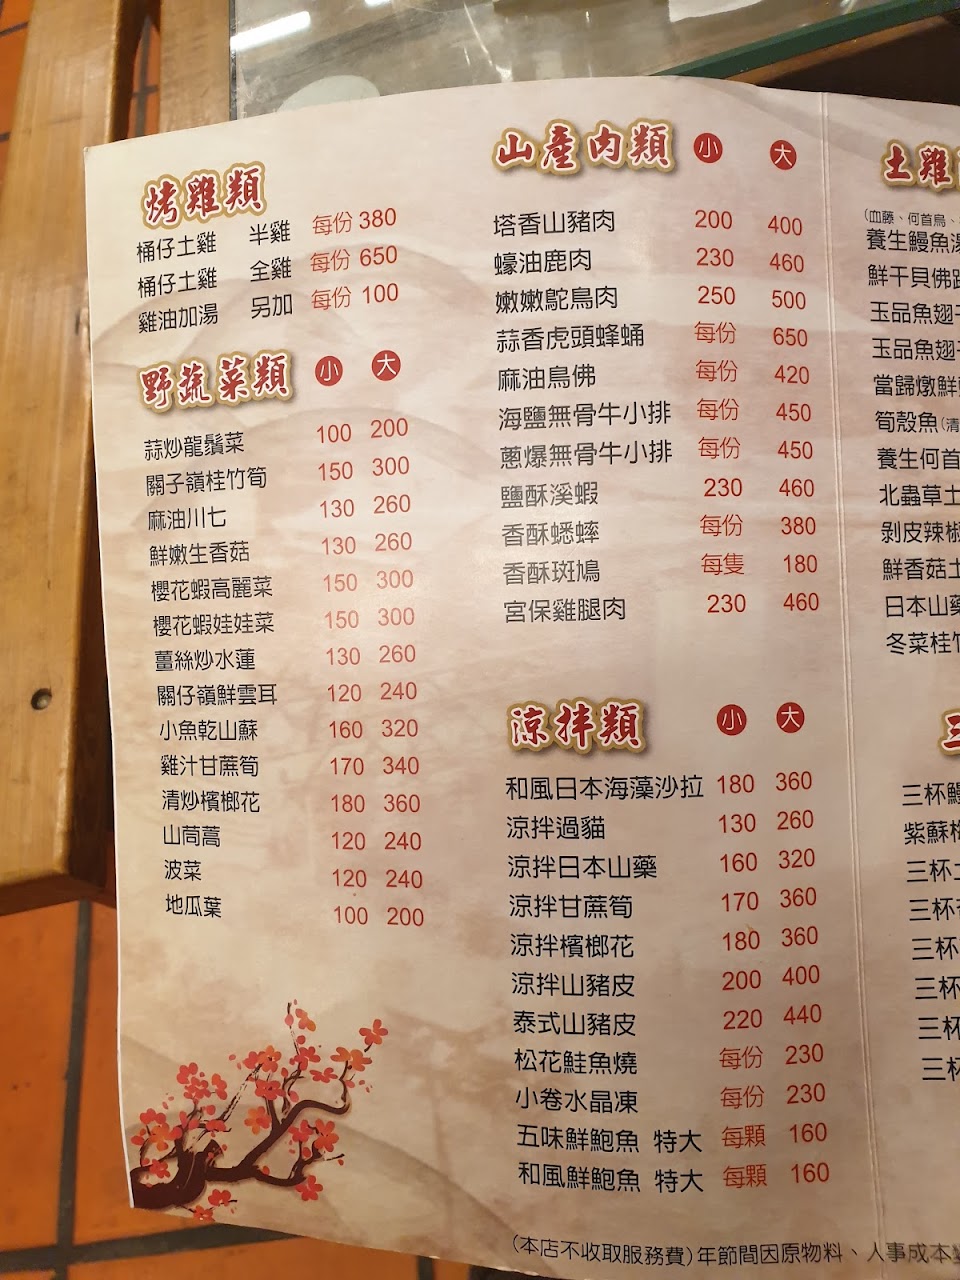 烤雞類
桶仔土雞 半雞 每份 380
桶仔土雞 全雞 每份 650
雞油加湯 另加 每份 100
野蔬菜類 小 大
蒜炒龍鬚菜 100 200
關子嶺桂竹筍 150 300
麻油川七 130 260
鮮嫩生香菇 130 260
櫻花蝦高麗菜 150 300
櫻花蝦娃娃菜 150 300
薑絲炒水蓮 130 260
關仔嶺鮮雲耳 120 240
小魚乾山蘇 160 320
雞汁甘蔗筍 170 340
清炒檳榔花 180 360
山茼蒿 120 240
波菜 120 240
地瓜葉 100 200
山產肉類 小 大
塔香山豬肉 200 400
蠔油鹿肉 230 460
嫩嫩鴕鳥肉 250 500
蒜香虎頭蜂蛹 每份 650
麻油鳥佛 每份 420
海鹽無骨牛小排 每份 450
蔥爆無骨牛小排 每份 450
鹽酥溪蝦 230 460
香酥蟋蟀 每份 380
香酥斑鳩 每隻 180
宮保雞腿肉 230 460
涼拌類 小 大
和風日本海藻沙拉 180 360
涼拌過貓 130 260
涼拌日本山藥 160 320
涼拌甘蔗筍 170 360
涼拌檳榔花 180 360
涼拌山豬皮 200 400
泰式山豬皮 220 440
松花鮭魚燒 每份 230
小卷水晶凍 每份 230
五味鮮鮑魚 特大 每顆 160
和風鮮鮑魚 特大 每顆 160
土雞
(血藤、何首烏、
養生鰻魚湯
鮮干貝佛跳
玉品魚翅
玉品魚翅
當歸燉鮮
筍殼魚(清
養生何首
北蟲草土
剝皮辣椒
鮮香菇土
日本山藥
冬菜桂竹
三
三杯鰻
紫蘇梅
三杯土
三杯
三杯
三杯
三杯
三杯
(本店不收取服務費)年節間因原物料、人事成本